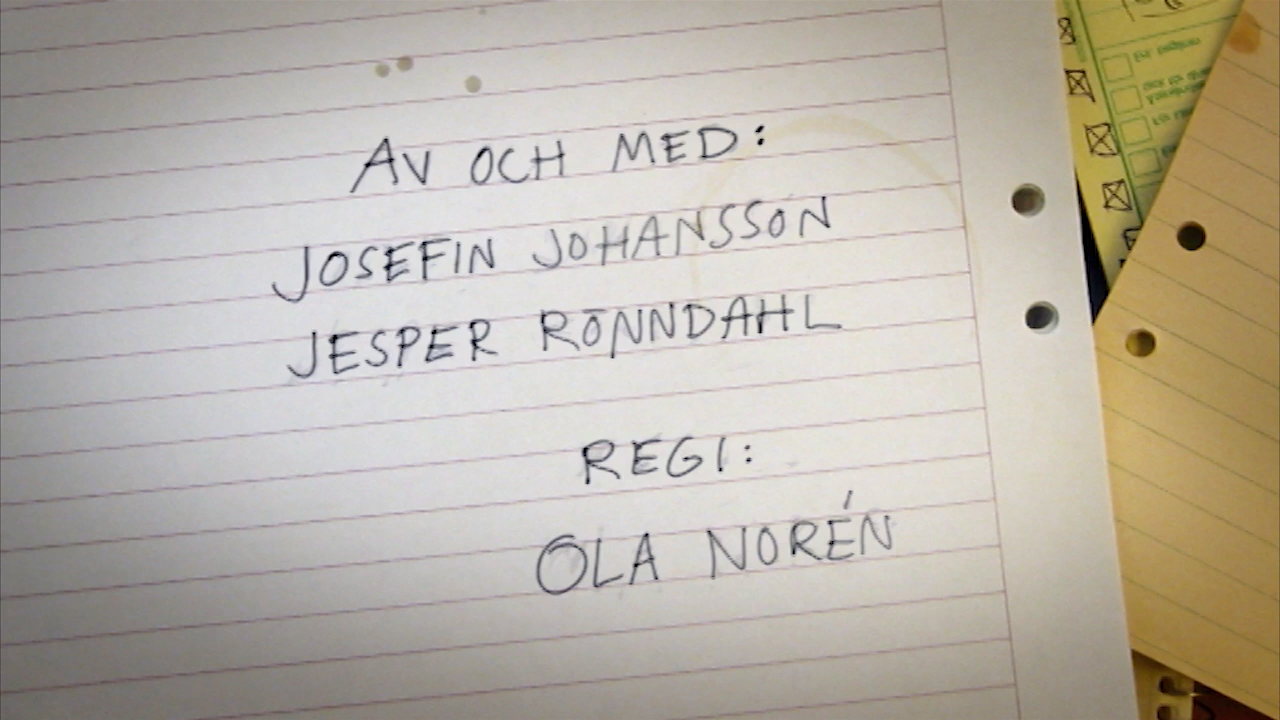 AV OCH MED:
JOSEFIN JOHANSSON
JESPER RÖNNDAHL
REGI:
OLA NORÉN